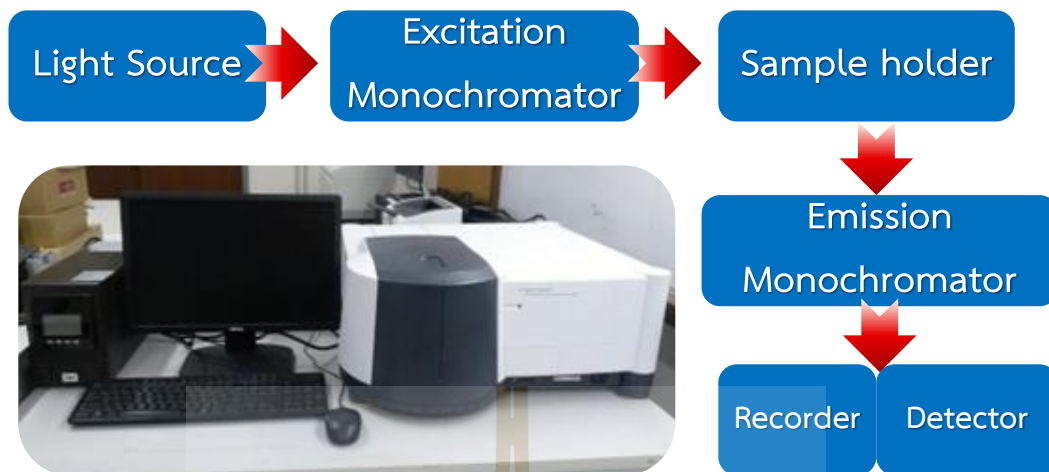 Light Source
Excitation
Monochromator
Sample holder
Emission
Monochromator
Recorder
Detector